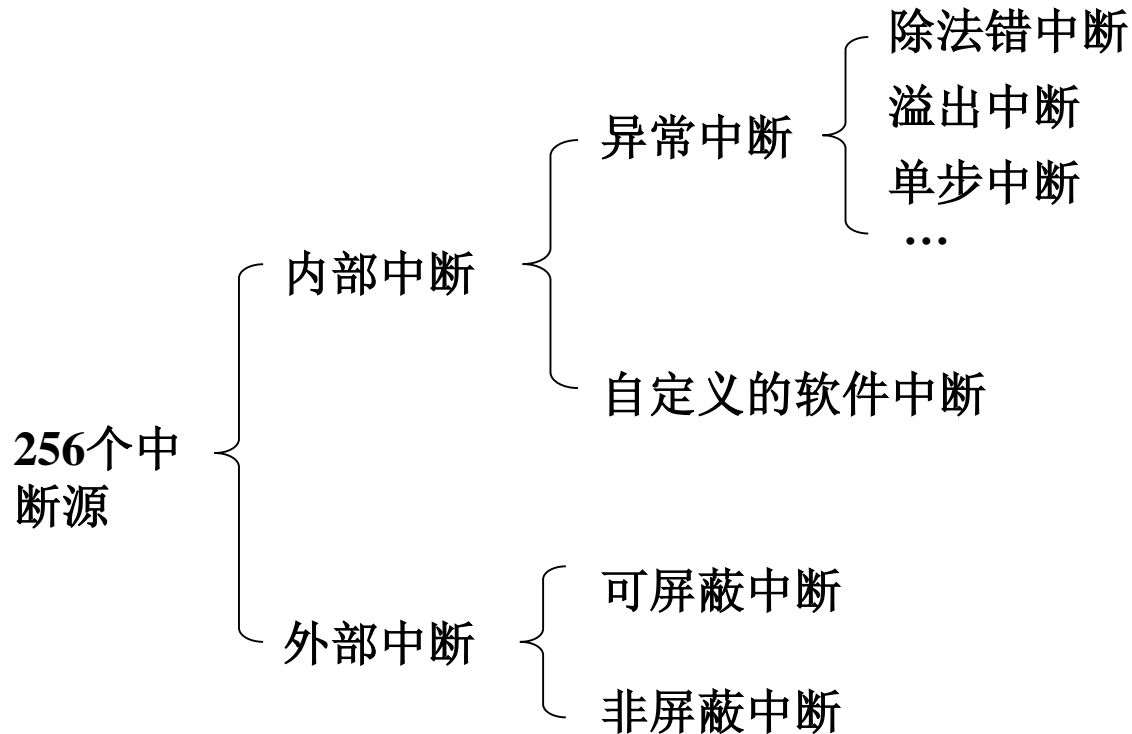 除法错中断
溢出中断
异常中断
单步中断
…
内部中断
自定义的软件中断
256个中
断源
可屏蔽中断
外部中断
非屏蔽中断